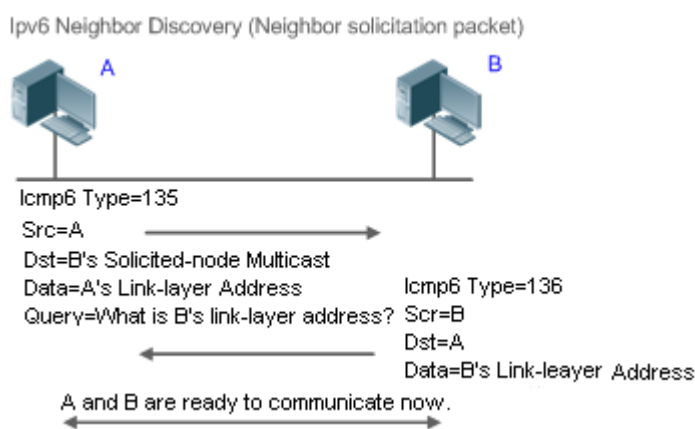 Ipv6 Neighbor Discovery (Neighbor solicitation packet)
A
B
Icmp6 Type=135
Src=A
Dst=B's Solicited-node Multicast
Data=A's Link-layer Address
Query=What is B's link-layer address?
Icmp6 Type=136
Scr=B
Dst=A
Data=B's Link-leayer Address
A and B are ready to communicate now.